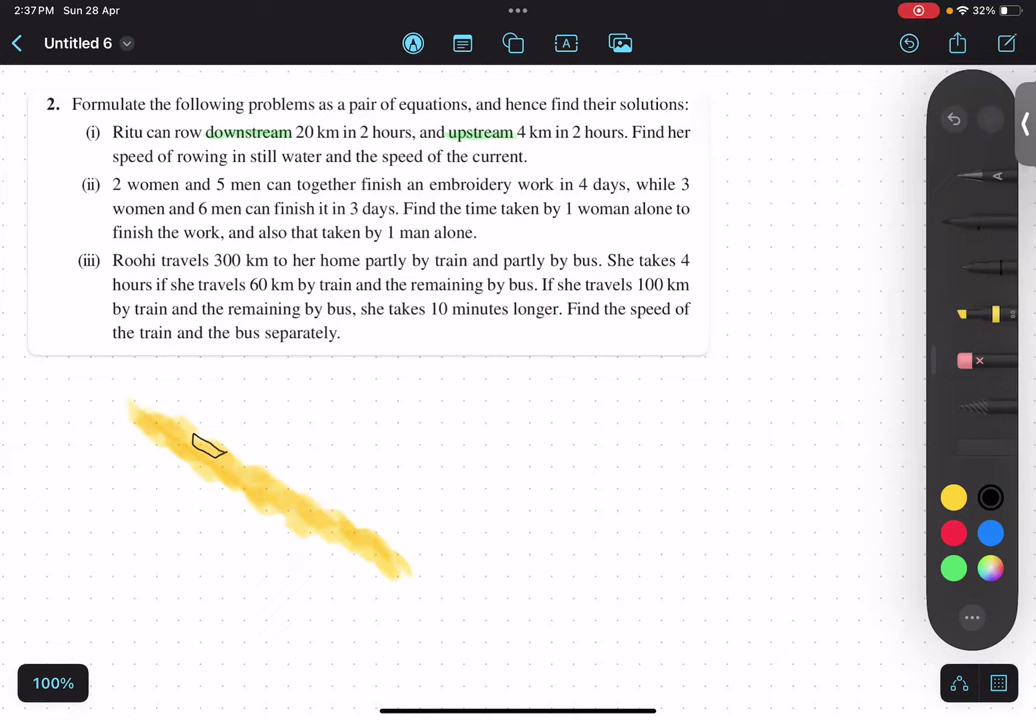 2:37 PM Sun 28 Apr
32%
Untitled 6
A
2. Formulate the following problems as a pair of equations, and hence find their solutions:
(i) Ritu can row downstream 20 km in 2 hours, and upstream 4 km in 2 hours. Find her
speed of rowing in still water and the speed of the current.
(ii) 2 women and 5 men can together finish an embroidery work in 4 days, while 3
women and 6 men can finish it in 3 days. Find the time taken by 1 woman alone to
finish the work, and also that taken by 1 man alone.
(iii) Roohi travels 300 km to her home partly by train and partly by bus. She takes 4
hours if she travels 60 km by train and the remaining by bus. If she travels 100 km
by train and the remaining by bus, she takes 10 minutes longer. Find the speed of
the train and the bus separately.
A
100%